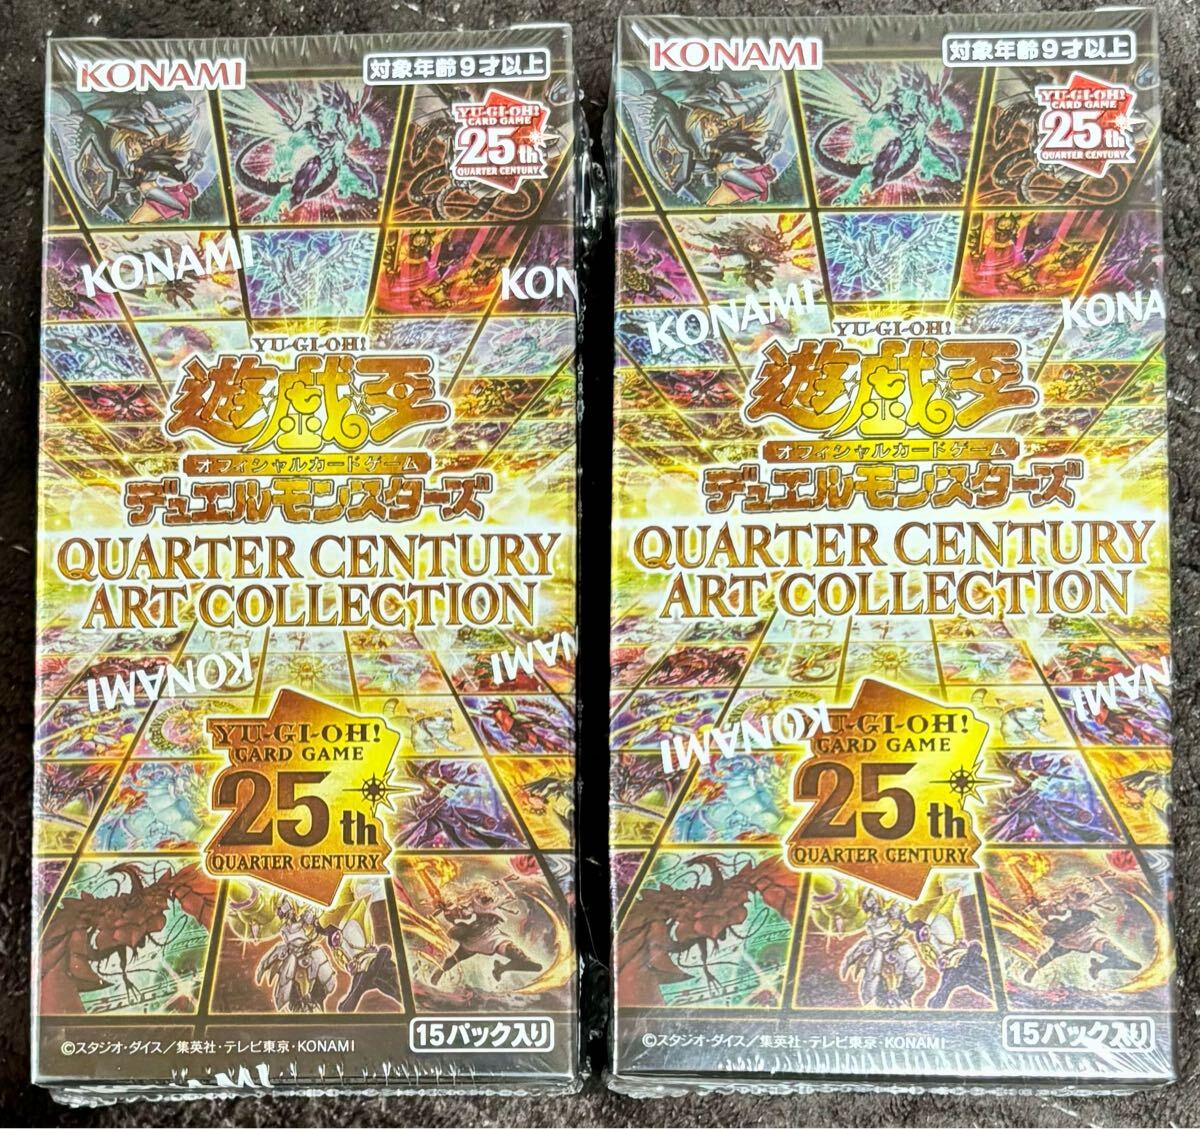 KONAMI
対象年齢9才以上
YU-GI-OH!
CARD GAME
25th
QUARTER CENTURY
KONAMI
KON
YU-GI-OH!
遊戯王
オフィシャルカードゲーム
デュエルモンスターズ
QUARTER CENTURY
ART COLLECTION
KONAMI
NAMI
YU-GI-OH!
CARD GAME
25th
QUARTER CENTURY
15パック入り
©スタジオ・ダイス／集英社・テレビ東京・KONAMI
KONAMI
対象年齢9才以上
YU-GI-OH!
CARD GAME
25th
QUARTER CENTURY
KONAMI
KONA
YU-GI-OH!
遊戯王
オフィシャルカードゲーム
デュエルモンスターズ
QUARTER CENTURY
ART COLLECTION
NAMI
KONAMI
YU-GI-OH!
CARD GAME
25th
QUARTER CENTURY
15パック入り
©スタジオ・ダイス／集英社・テレビ東京・KONAMI